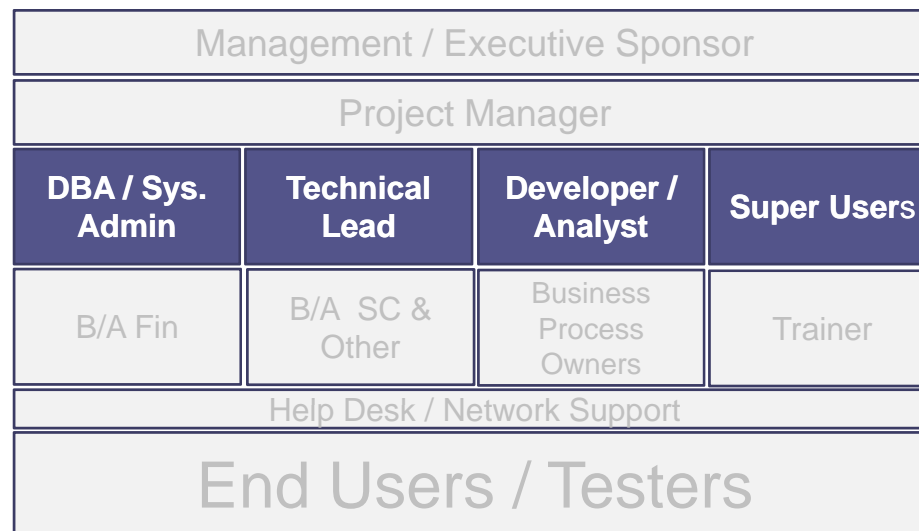 Management / Executive Sponsor
Project Manager
DBA / Sys.
Admin
Technical
Lead
Developer /
Analyst
Super Users
B/A Fin
B/A  SC &
Other
Business
Process
Owners
Trainer
Help Desk / Network Support
End Users / Testers